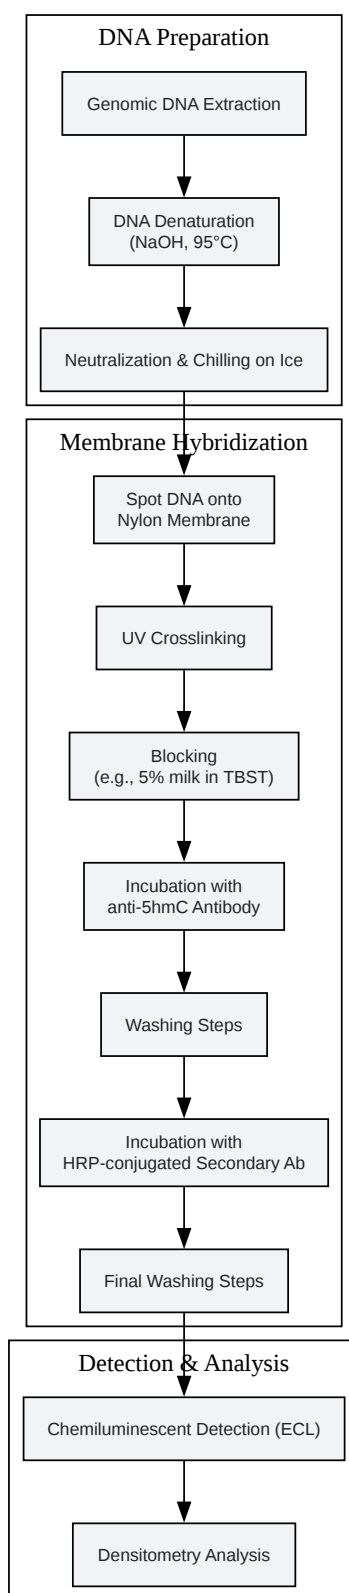 DNA Preparation
Genomic DNA Extraction
DNA Denaturation
(NaOH, 95°C)
Neutralization & Chilling on Ice
Membrane Hybridization
Spot DNA onto
Nylon Membrane
UV Crosslinking
Blocking
(e.g., 5% milk in TBST)
Incubation with
anti-5hmC Antibody
Washing Steps
Incubation with
HRP-conjugated Secondary Ab
Final Washing Steps
Detection & Analysis
Chemiluminescent Detection (ECL)
Densitometry Analysis